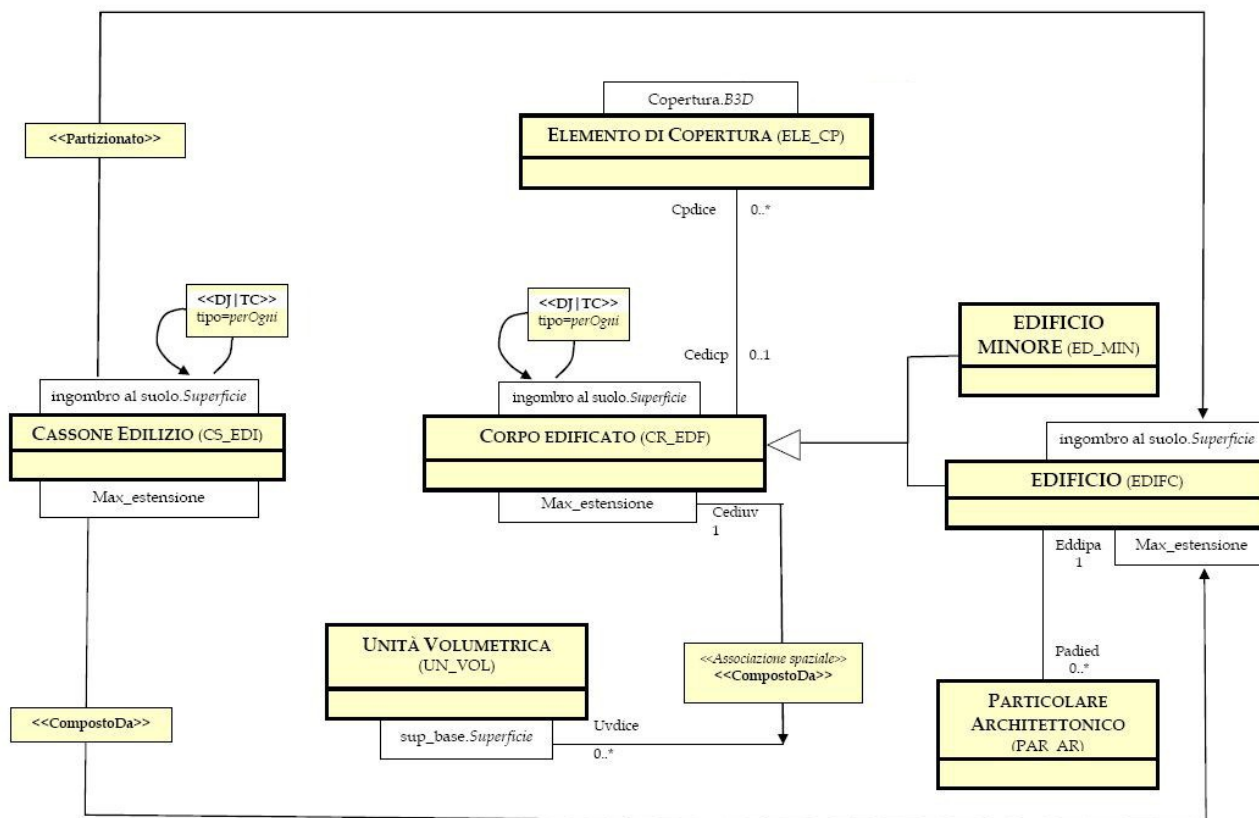 Copertura.B3D
ELEMENTO DI COPERTURA (ELE_CP)
<<Partizionato>>
Cpdice 0..*
<<DJ|TC>>
tipo=perOgni
<<DJ|TC>>
tipo=perOgni
Cedicp 0..1
EDIFICIO
MINORE (ED_MIN)
ingombro al suolo.Superficie
CASSONE EDILIZIO (CS_EDI)
Max_estensione
ingombro al suolo.Superficie
CORPO EDIFICATO (CR_EDF)
Max_estensione
Cediuv
1
ingombro al suolo.Superficie
EDIFICIO (EDIFC)
Eddipa
1
Max_estensione
UNITÀ VOLUMETRICA
(UN_VOL)
sup_base.Superficie
Uvdice
0..*
<<Associazione spaziale>>
<<CompostoDa>>
Padied
0..*
PARTICOLARE
ARCHITETTONICO
(PAR_AR)
<<CompostoDa>>